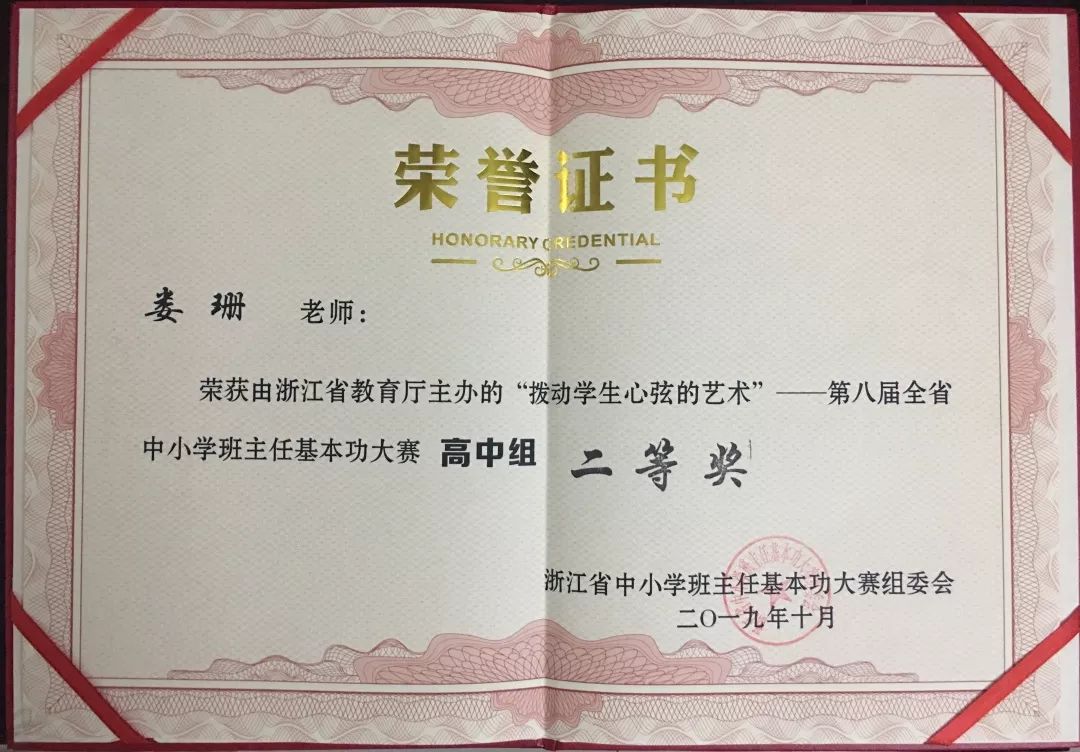 荣誉证书
HONORARY CREDENTIAL
娄珊 老师：
荣获由浙江省教育厅主办的“拨动学生心弦的艺术”——第八届全省
中小学班主任基本功大赛 高中组 二等奖
浙江省中小学班主任基本功大赛组委会
二〇一九年十月